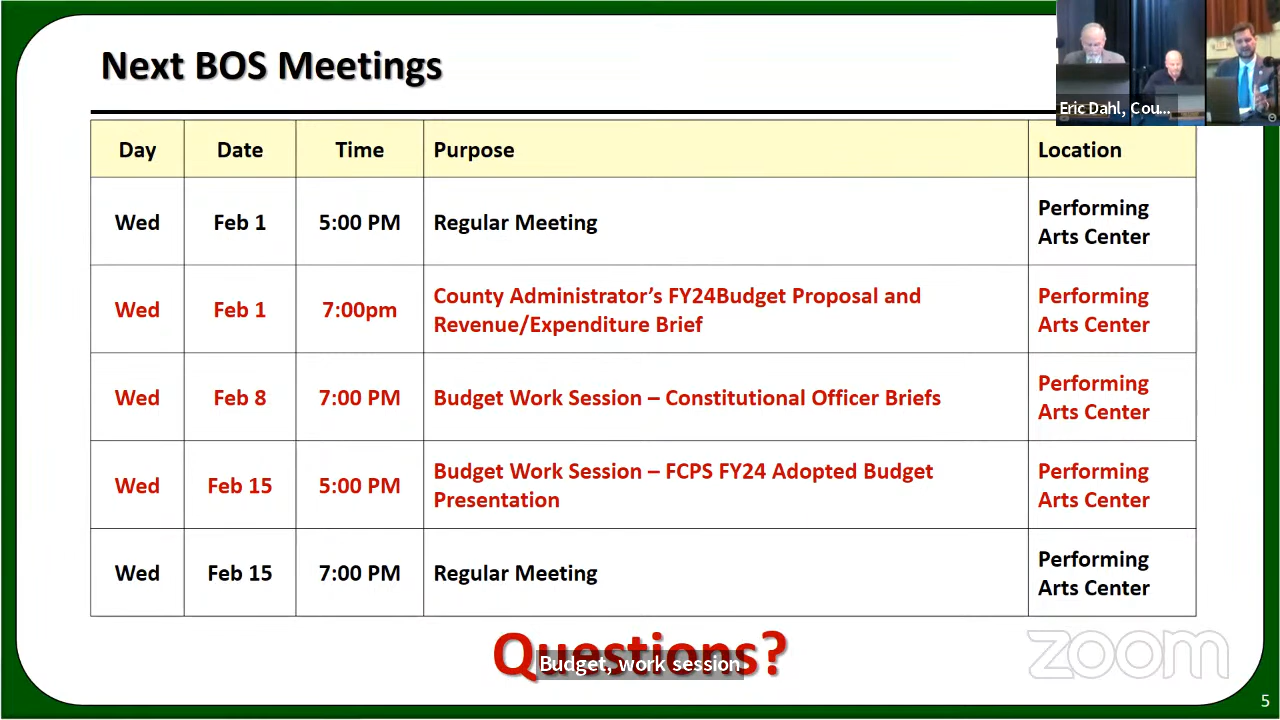 Next BOS Meetings
Eric Dahl, Cou...
Day Date Time Purpose Location
Wed Feb 1 5:00 PM Regular Meeting Performing
Arts Center
Wed Feb 1 7:00pm County Administrator’s FY24Budget Proposal and
Revenue/Expenditure Brief Performing
Arts Center
Wed Feb 8 7:00 PM Budget Work Session – Constitutional Officer Briefs Performing
Arts Center
Wed Feb 15 5:00 PM Budget Work Session – FCPS FY24 Adopted Budget
Presentation Performing
Arts Center
Wed Feb 15 7:00 PM Regular Meeting Performing
Arts Center
Questions?
Budget, work session
zoom
5